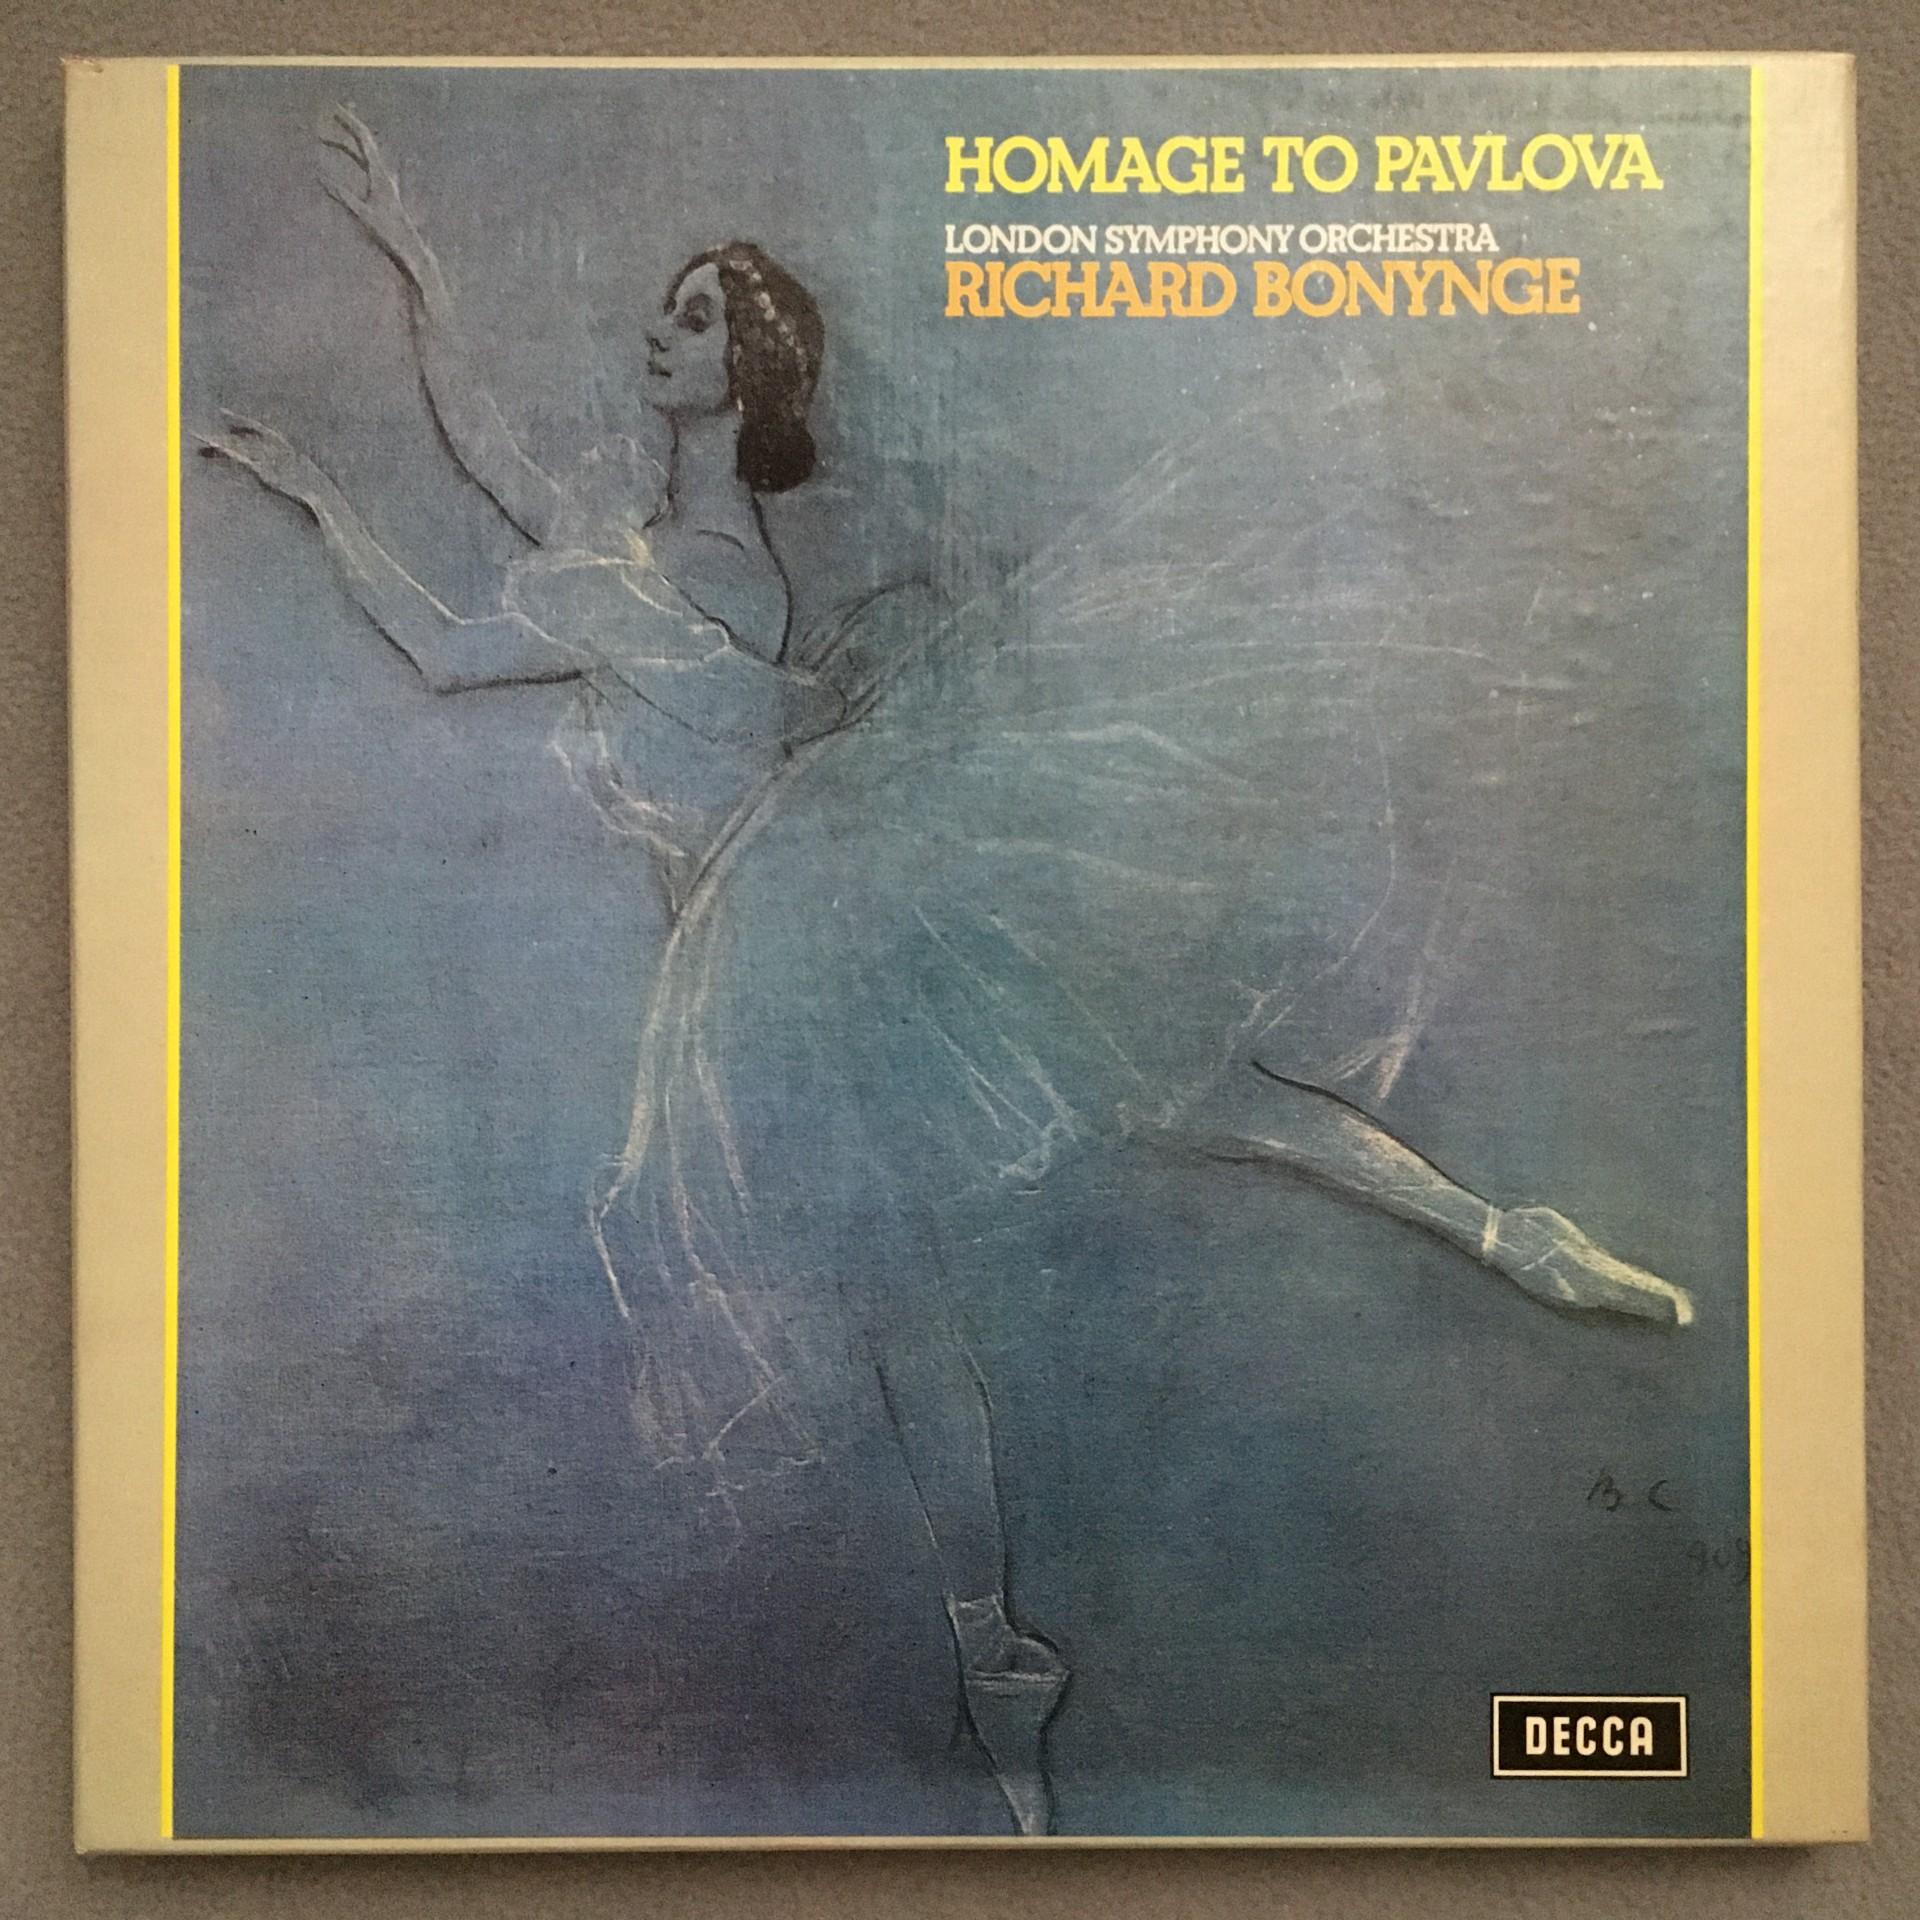 HOMAGE TO PAVLOVA
LONDON SYMPHONY ORCHESTRA
RICHARD BONYNGE
DECCA